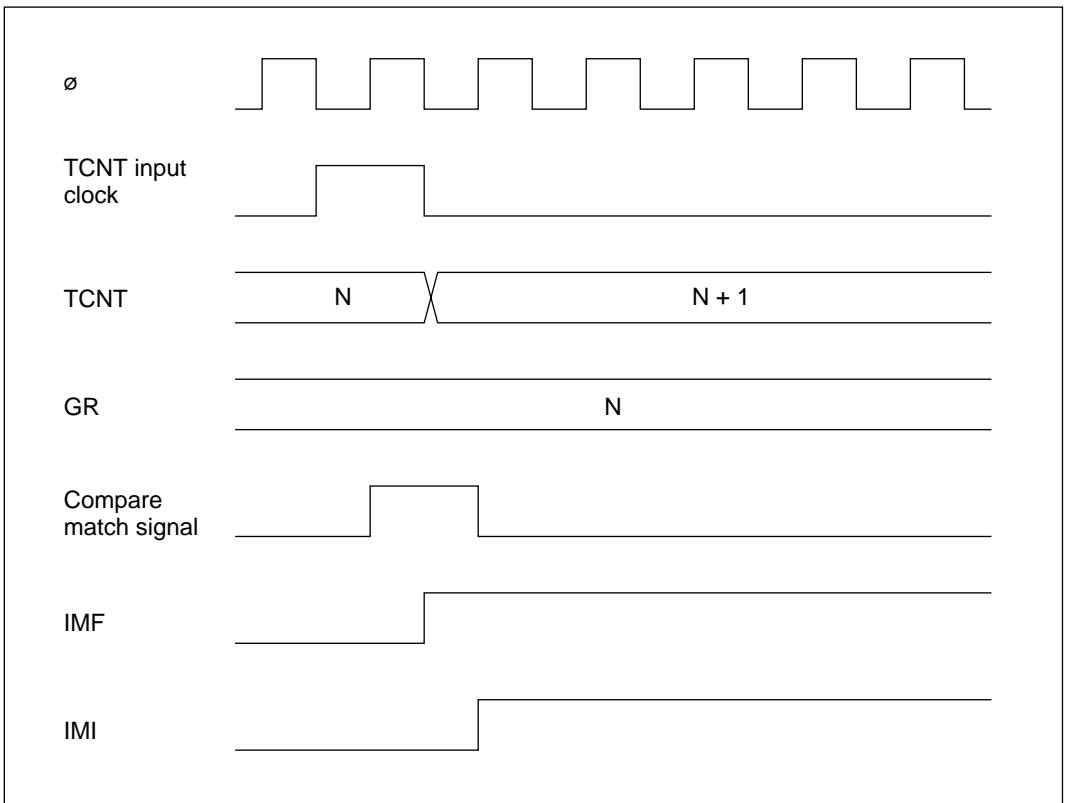 ø
TCNT input
clock
TCNT
N
N + 1
GR
N
Compare
match signal
IMF
IMI